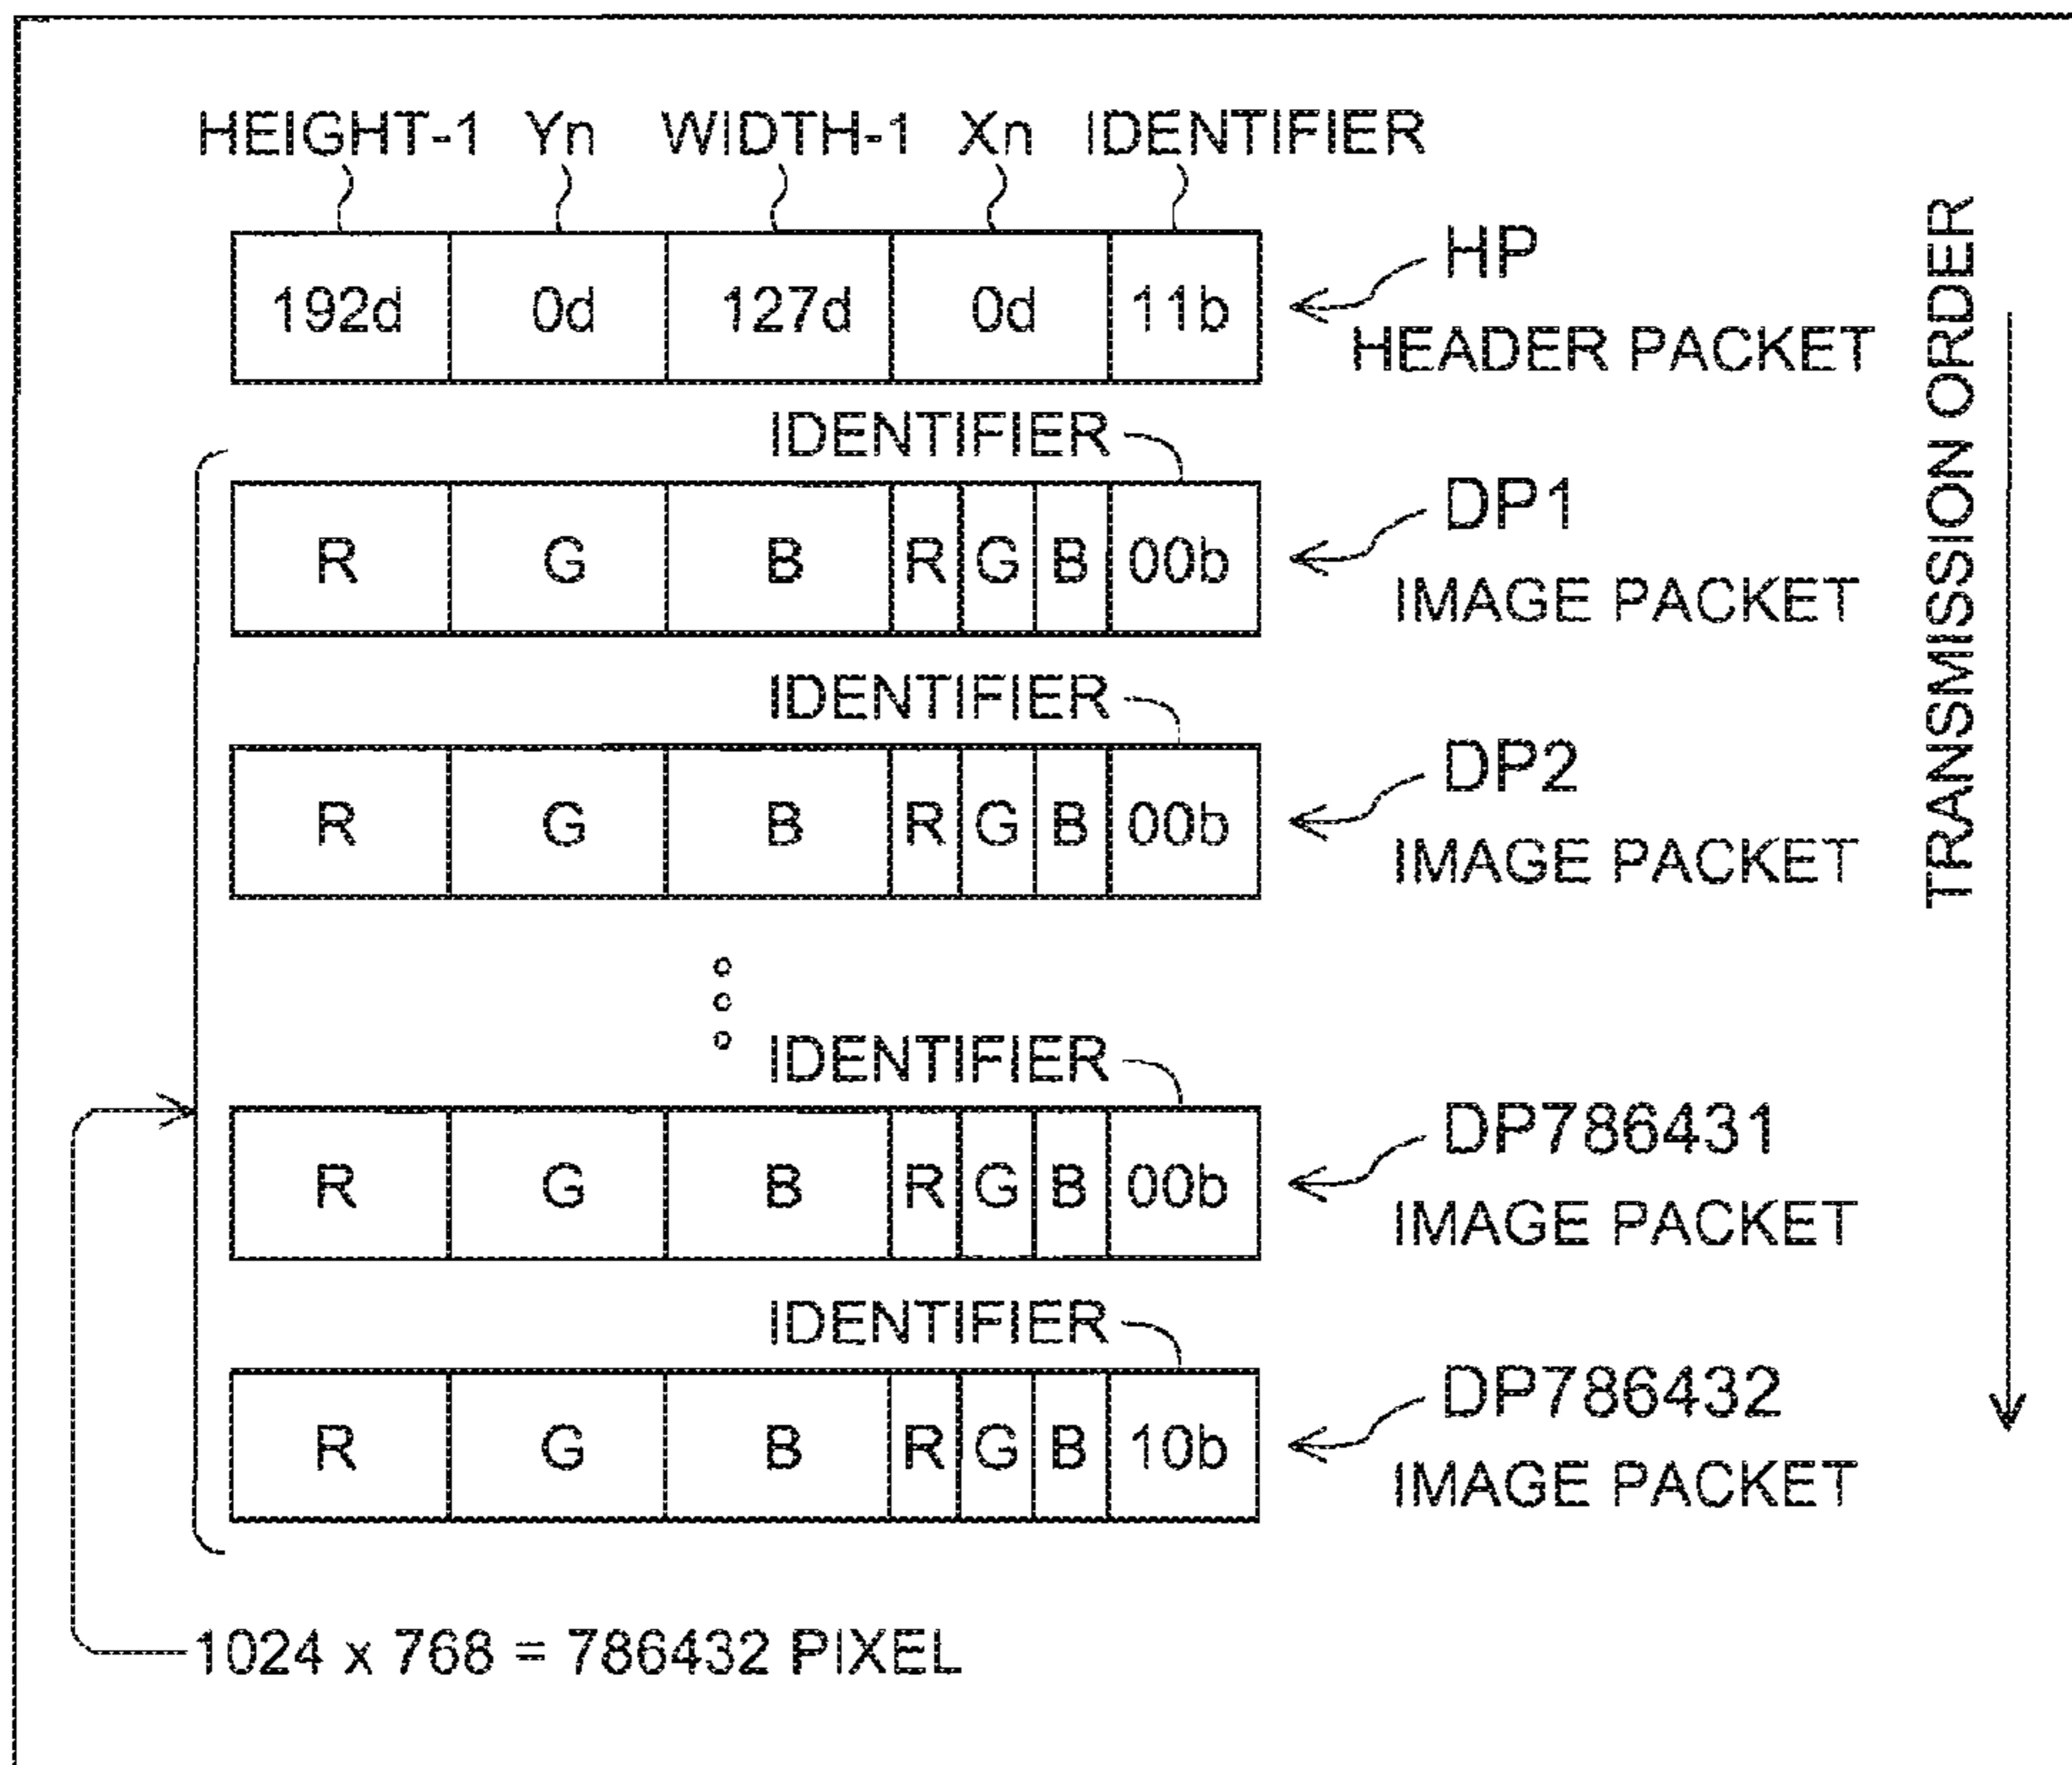 HEIGHT-1 Yn WIDTH-1 Xn IDENTIFIER
192d 0d 127d 0d 11b
HP
HEADER PACKET
IDENTIFIER
R G B R G B 00b
DP1
IMAGE PACKET
IDENTIFIER
R G B R G B 00b
DP2
IMAGE PACKET
IDENTIFIER
R G B R G B 00b
DP786431
IMAGE PACKET
IDENTIFIER
R G B R G B 10b
DP786432
IMAGE PACKET
1024 x 768 = 786432 PIXEL
TRANSMISSION ORDER